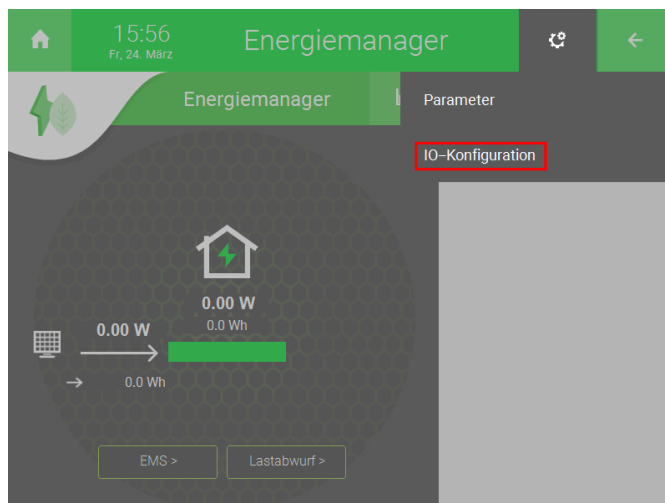 15:56
Fr, 24. März
Energiemanager
Energiemanager
Parameter
IO-Konfiguration
0.00 W
0.0 Wh
0.00 W
0.0 Wh
EMS >
Lastabwurf >